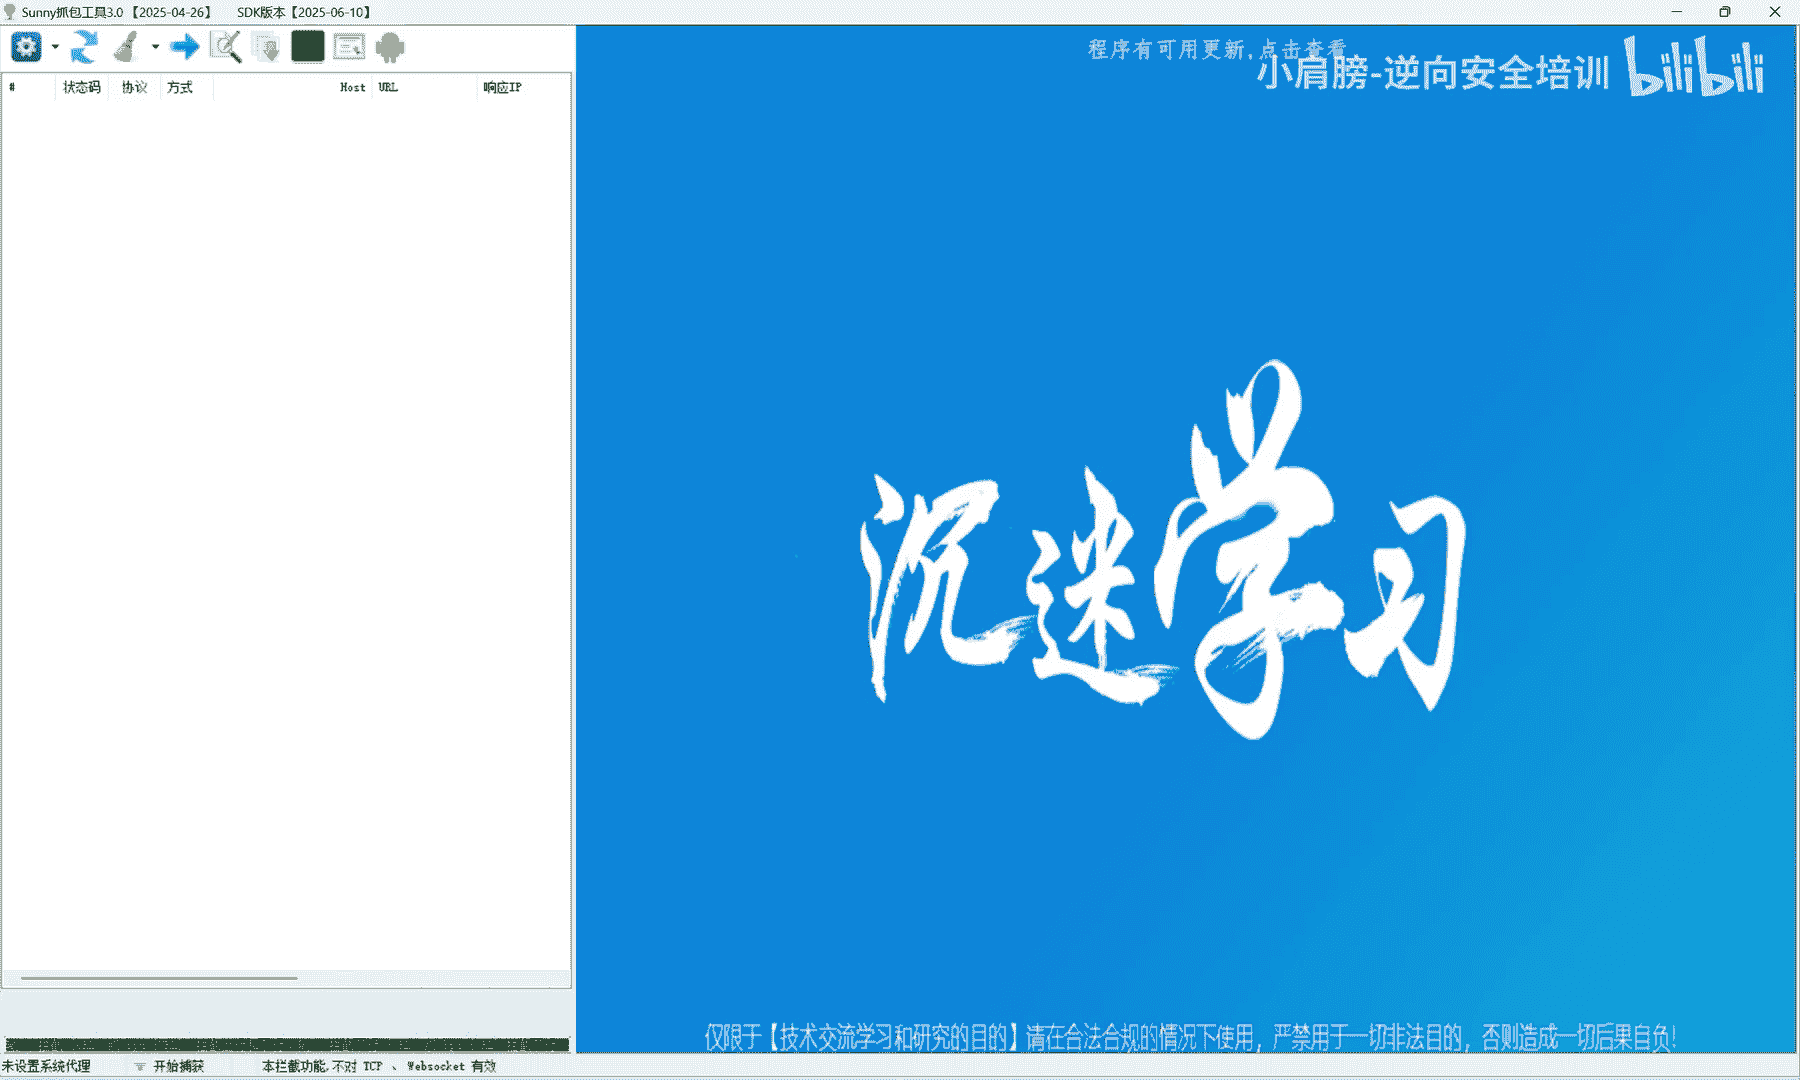 Sunny抓包工具3.0 【2025-04-26】 SDK版本【2025-06-10】
程序有可用更新,点击查看
小肩膀-逆向安全培训 bilibili
# 状态码 协议 方式 Host URL 响应IP
沉迷学习
仅限于【技术交流学习和研究的目的】请在合法合规的情况下使用，严禁用于一切非法目的，否则造成一切后果自负!
未设置系统代理 开始捕获 本拦截功能,不对 TCP 、 Websocket 有效